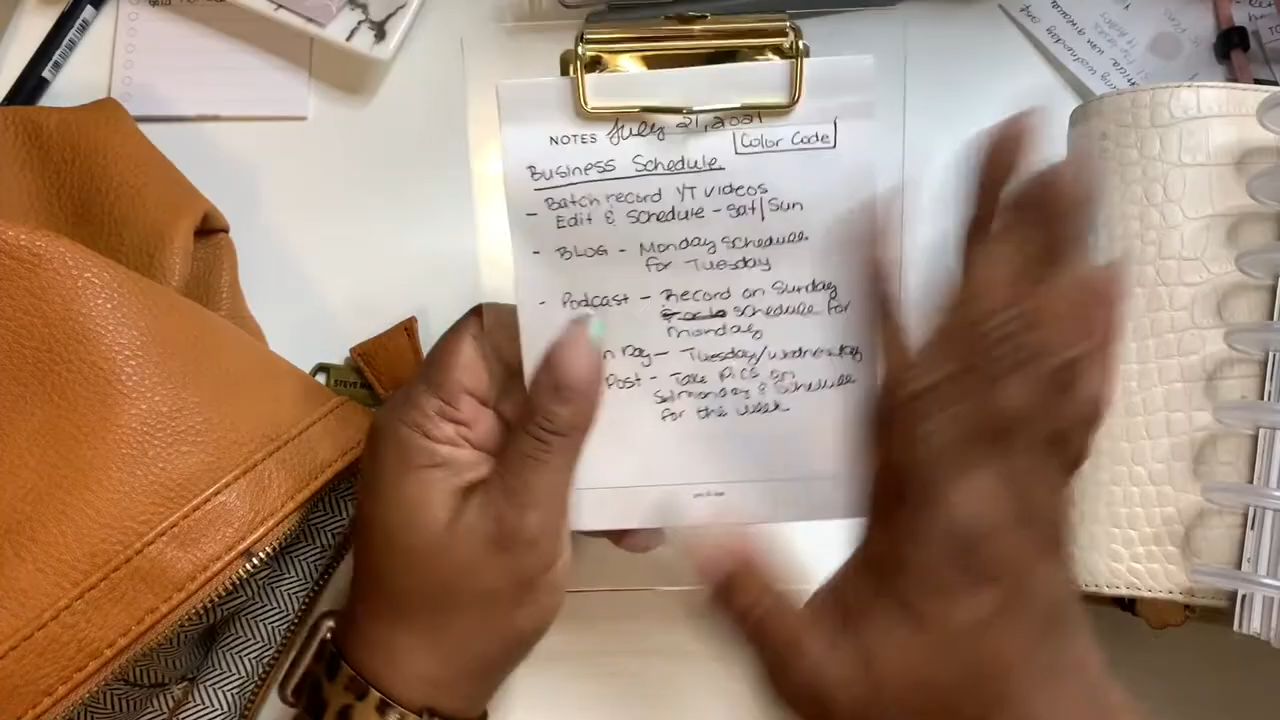 NOTES July 21, 2021
Color Code
Business Schedule
- Batch record YT videos
Edit & Schedule - Sat/Sun
- BLOG - Monday Schedule
for Tuesday
- Podcast - Record on Sunday
schedule for
monday
n Day - Tuesday/Wednesday
Post - Take Pics on
monday & Schedule
for the week
STEVE